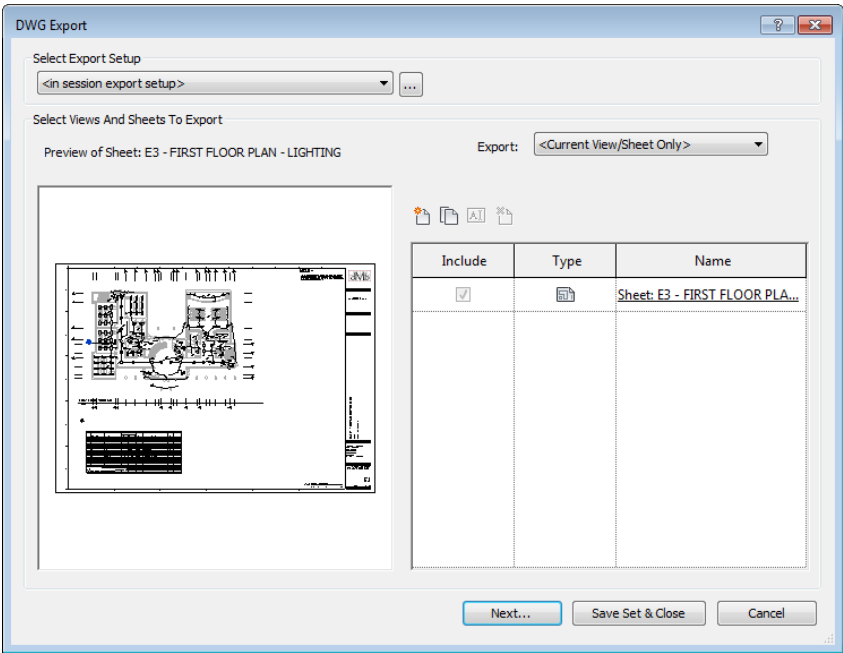 DWG Export
Select Export Setup
<in session export setup>
...
Select Views And Sheets To Export
Preview of Sheet: E3 - FIRST FLOOR PLAN - LIGHTING
Export:
<Current View/Sheet Only>
Include
Type
Name
Sheet: E3 - FIRST FLOOR PLA...
Next...
Save Set & Close
Cancel